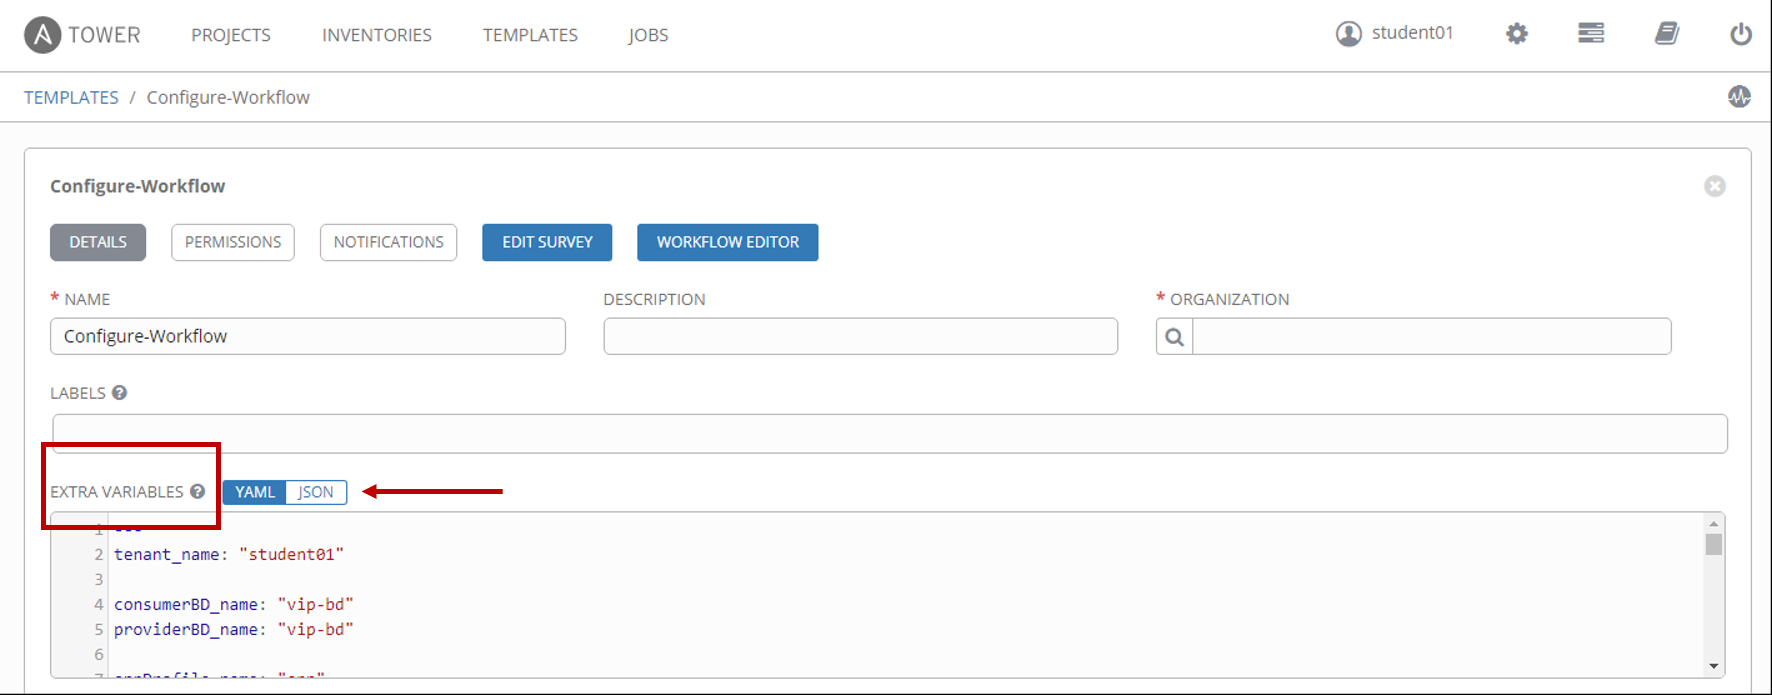 A TOWER PROJECTS INVENTORIES TEMPLATES JOBS student01
TEMPLATES / Configure-Workflow
Configure-Workflow
DETAILS PERMISSIONS NOTIFICATIONS EDIT SURVEY WORKFLOW EDITOR
* NAME DESCRIPTION * ORGANIZATION
Configure-Workflow
LABELS ?
EXTRA VARIABLES ? YAML JSON
1 ---
2 tenant_name: "student01"
3
4 consumerBD_name: "vip-bd"
5 providerBD_name: "vip-bd"
6
7